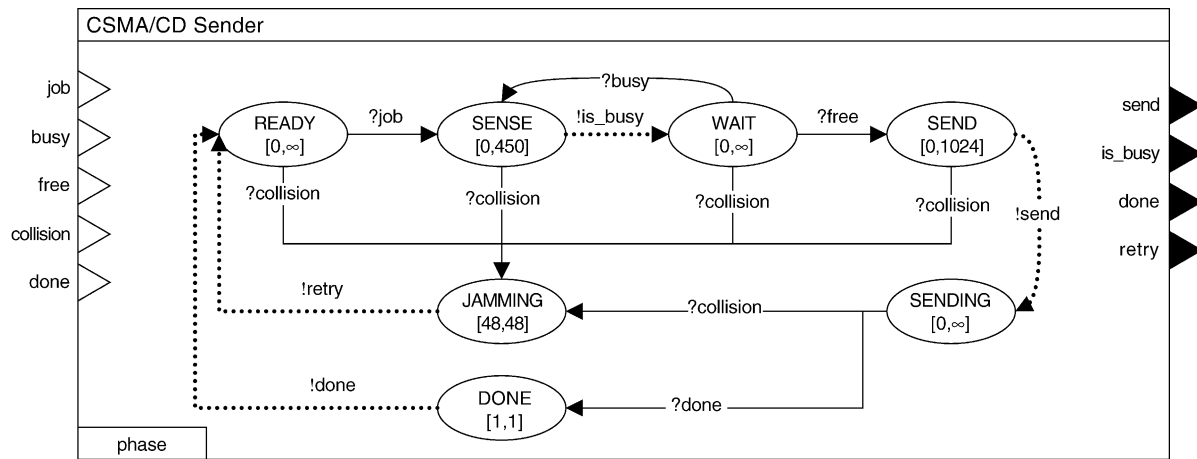 CSMA/CD Sender
job
busy
free
collision
done
?busy
READY
[0,∞]
?job
SENSE
[0,450]
!is_busy
WAIT
[0,∞]
?free
SEND
[0,1024]
?collision
?collision
?collision
?collision
!send
!retry
JAMMING
[48,48]
?collision
SENDING
[0,∞]
!done
DONE
[1,1]
?done
send
is_busy
done
retry
phase